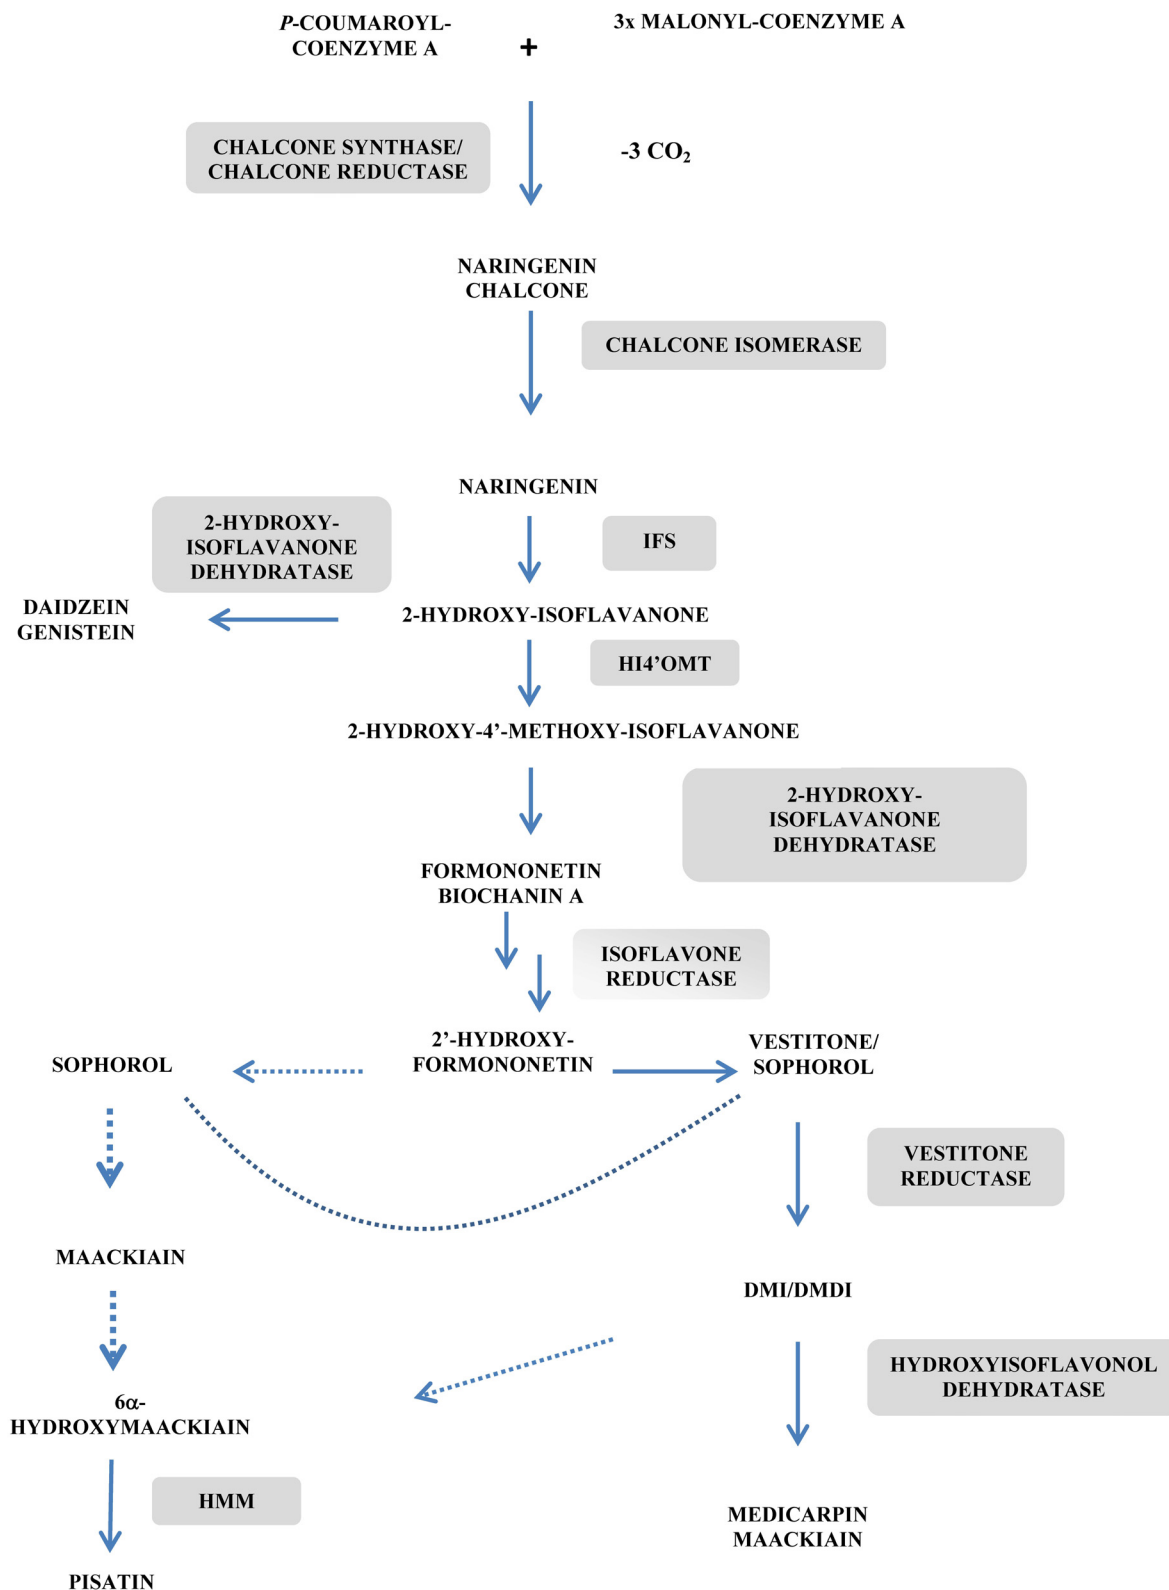 P-COUMAROYL-
COENZYME A
+
3x MALONYL-COENZYME A
CHALCONE SYNTHASE/
CHALCONE REDUCTASE
-3 CO₂
NARINGENIN
CHALCONE
CHALCONE ISOMERASE
NARINGENIN
2-HYDROXY-
ISOFLAVANONE
DEHYDRATASE
IFS
DAIDZEIN
GENISTEIN
2-HYDROXY-ISOFLAVANONE
HI4’OMT
2-HYDROXY-4’-METHOXY-ISOFLAVANONE
2-HYDROXY-
ISOFLAVANONE
DEHYDRATASE
FORMONONETIN
BIOCHANIN A
ISOFLAVONE
REDUCTASE
SOPHOROL
2’-HYDROXY-
FORMONONETIN
VESTITONE/
SOPHOROL
VESTITONE
REDUCTASE
MAACKIAIN
DMI/DMDI
HYDROXYISOFLAVONOL
DEHYDRATASE
6α-
HYDROXYMAACKIAIN
HMM
MEDICARPIN
MAACKIAIN
PISATIN